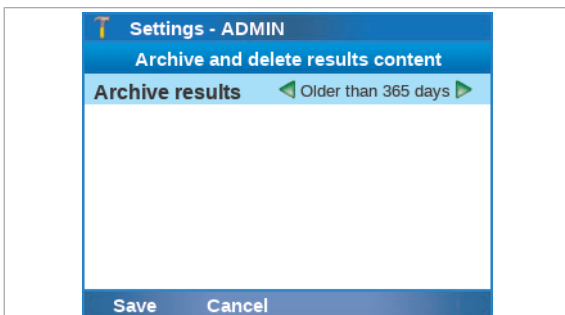 Settings - ADMIN
Archive and delete results content
Archive results Older than 365 days
Save Cancel